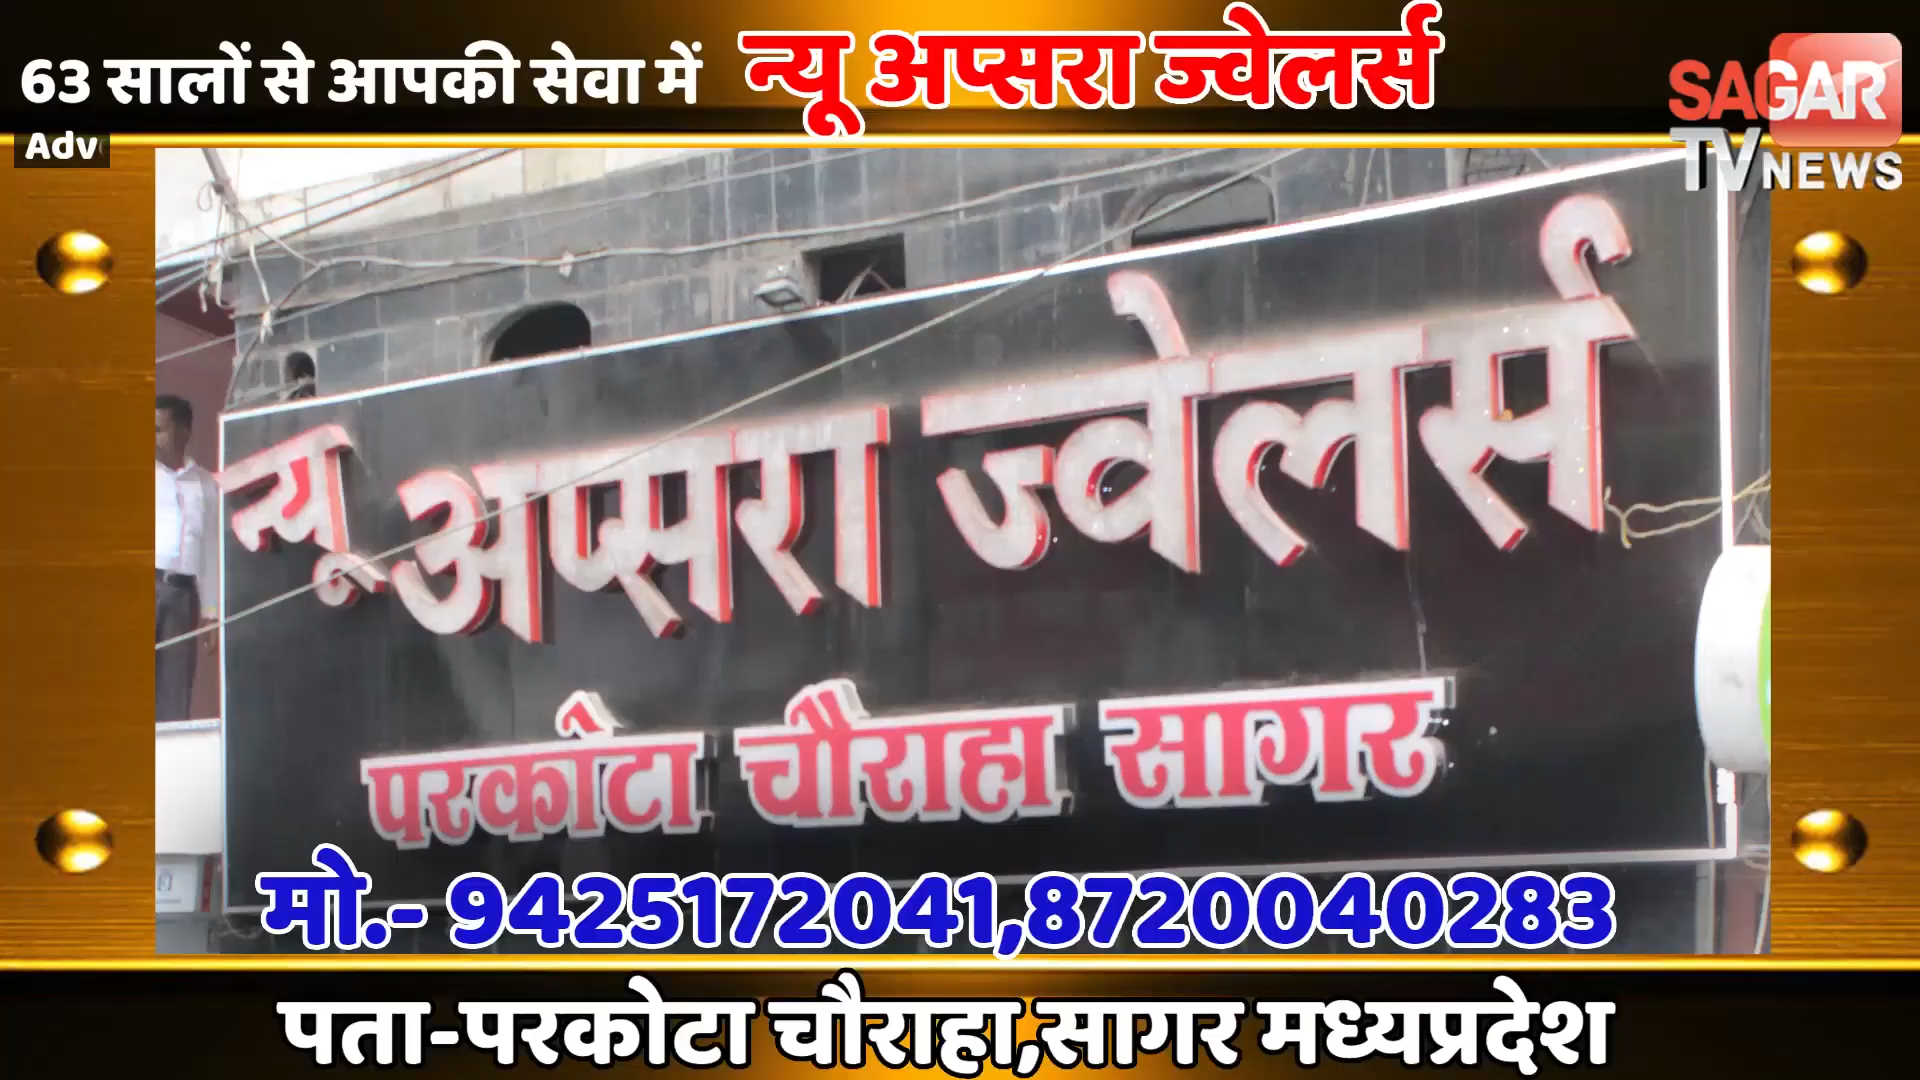 63 सालों से आपकी सेवा में न्यू अप्सरा ज्वेलर्स
SAGAR
TV NEWS
Adv
न्यू अप्सरा ज्वेलर्स
परकोटा चौराहा सागर
मो.- 9425172041,8720040283
पता-परकोटा चौराहा,सागर मध्यप्रदेश